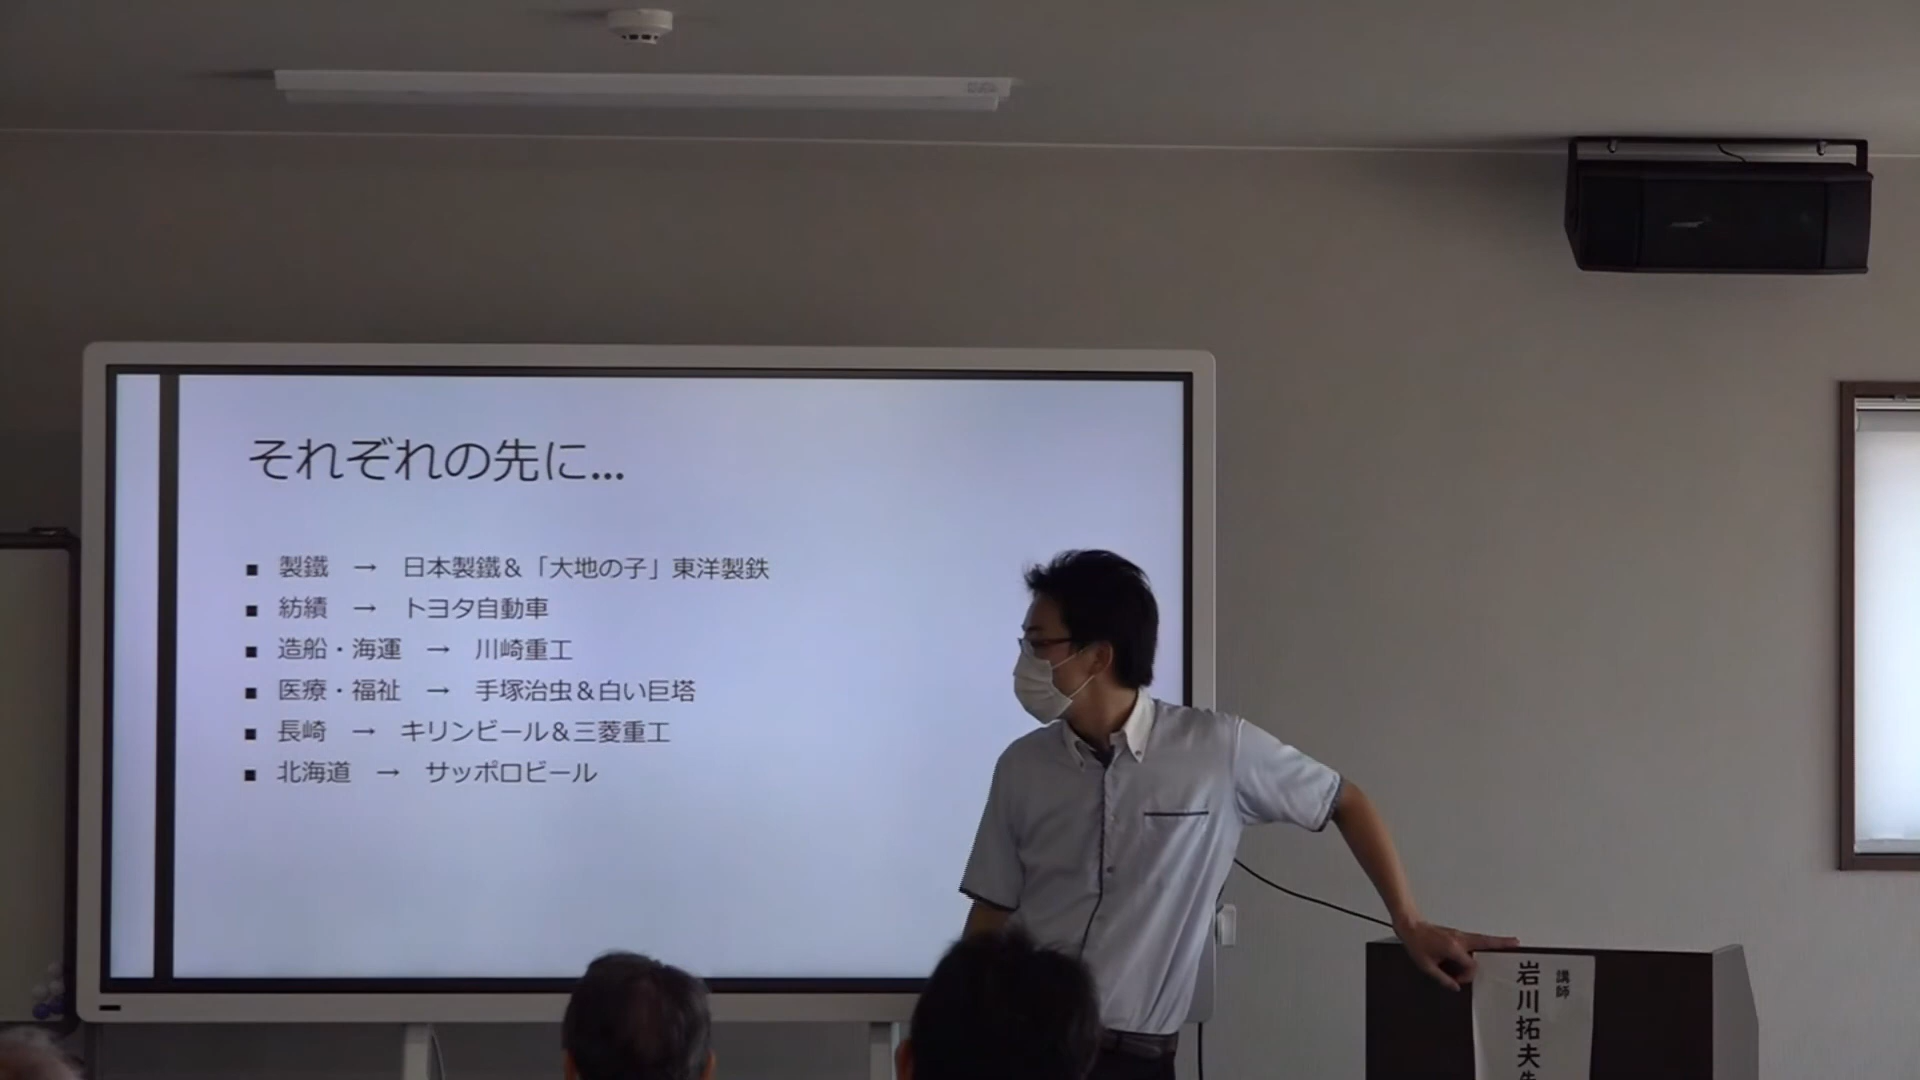 それぞれの先に...
■ 製鐵 → 日本製鐵＆「大地の子」東洋製鉄
■ 紡績 → トヨタ自動車
■ 造船・海運 → 川崎重工
■ 医療・福祉 → 手塚治虫＆白い巨塔
■ 長崎 → キリンビール＆三菱重工
■ 北海道 → サッポロビール
講師
岩川拓夫